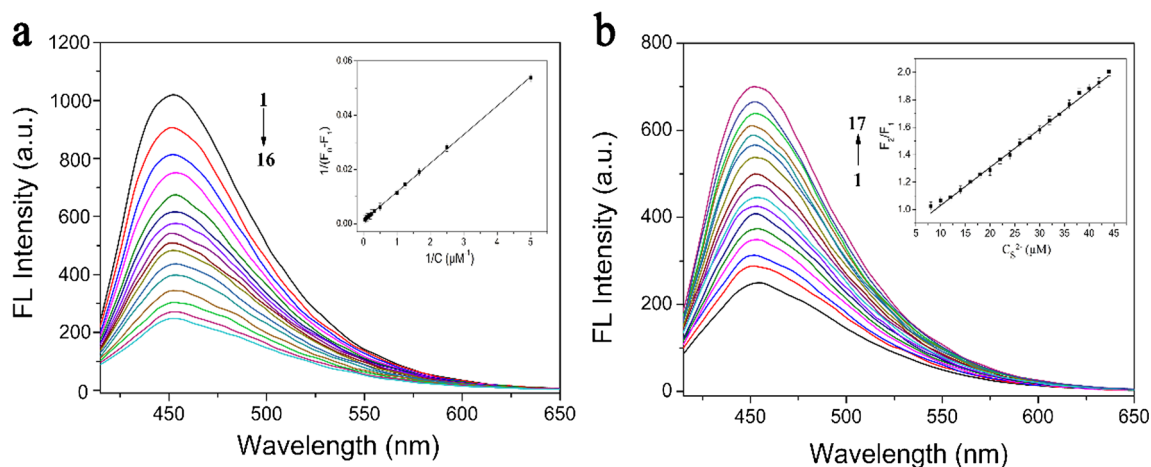 a
1200
1000
800
600
400
200
0
FL Intensity (a.u.)
450 500 550 600 650
Wavelength (nm)
1
16
0.06
0.04
0.02
0.00
1/(F₀-F₁)
0 1 2 3 4 5
1/C (μM⁻¹)
b
800
600
400
200
0
FL Intensity (a.u.)
450 500 550 600 650
Wavelength (nm)
17
1
2.0
1.8
1.6
1.4
1.2
1.0
F₂/F₁
5 10 15 20 25 30 35 40 45
C_S²⁻ (μM)